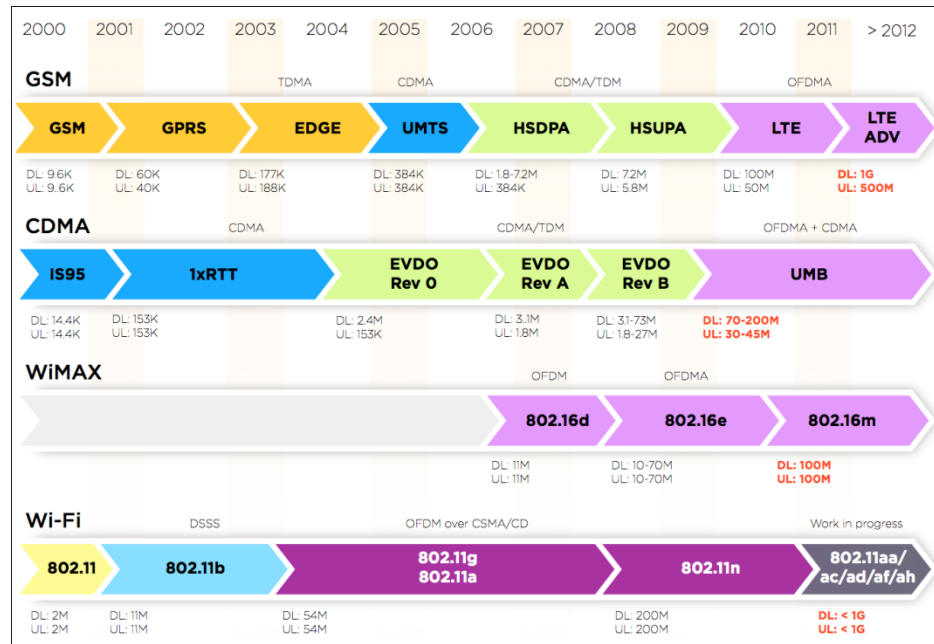 2000 2001 2002 2003 2004 2005 2006 2007 2008 2009 2010 2011 > 2012
GSM
TDMA CDMA CDMA/TDM OFDMA
GSM GPRS EDGE UMTS HSDPA HSUPA LTE LTE
ADV
DL: 9.6K DL: 60K DL: 177K DL: 384K DL: 1.8-7.2M DL: 7.2M DL: 100M DL: 1G
UL: 9.6K UL: 40K UL: 188K UL: 384K UL: 384K UL: 5.8M UL: 50M UL: 500M
CDMA
CDMA CDMA/TDM OFDMA + CDMA
IS95 1xRTT EVDO EVDO EVDO UMB
Rev 0 Rev A Rev B
DL: 14.4K DL: 153K DL: 2.4M DL: 3.1M DL: 3.1-73M DL: 70-200M
UL: 14.4K UL: 153K UL: 153K UL: 1.8M UL: 1.8-27M UL: 30-45M
WiMAX
OFDM OFDMA
802.16d 802.16e 802.16m
DL: 11M DL: 10-70M DL: 100M
UL: 11M UL: 10-70M UL: 100M
Wi-Fi
DSSS OFDM over CSMA/CD Work in progress
802.11 802.11b 802.11g 802.11n 802.11aa/
802.11a ac/ad/af/ah
DL: 2M DL: 11M DL: 54M DL: 200M DL: < 1G
UL: 2M UL: 11M UL: 54M UL: 200M UL: < 1G